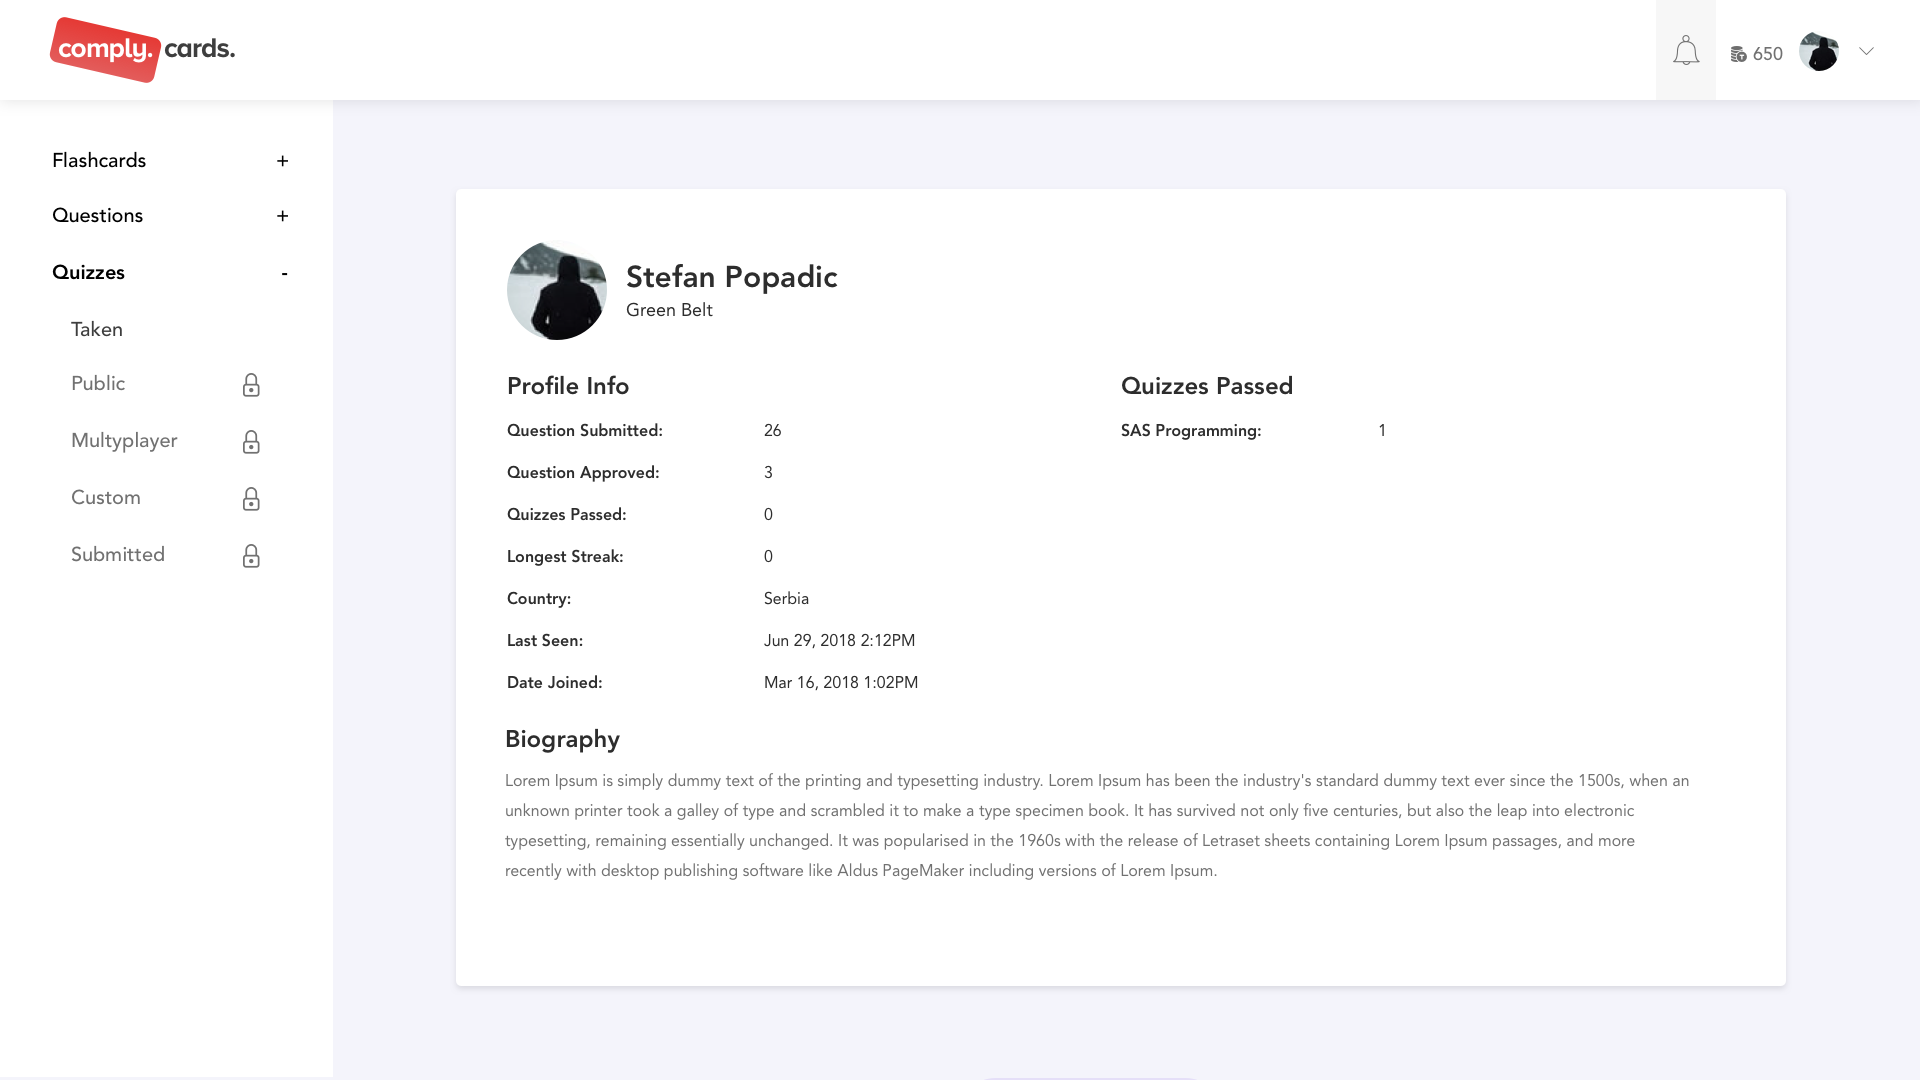 comply. cards.
650
Flashcards +
Questions +
Quizzes -
Taken
Public
Multyplayer
Custom
Submitted
Stefan Popadic
Green Belt
Profile Info
Question Submitted: 26
Question Approved: 3
Quizzes Passed: 0
Longest Streak: 0
Country: Serbia
Last Seen: Jun 29, 2018 2:12PM
Date Joined: Mar 16, 2018 1:02PM
Quizzes Passed
SAS Programming: 1
Biography
Lorem Ipsum is simply dummy text of the printing and typesetting industry. Lorem Ipsum has been the industry's standard dummy text ever since the 1500s, when an
unknown printer took a galley of type and scrambled it to make a type specimen book. It has survived not only five centuries, but also the leap into electronic
typesetting, remaining essentially unchanged. It was popularised in the 1960s with the release of Letraset sheets containing Lorem Ipsum passages, and more
recently with desktop publishing software like Aldus PageMaker including versions of Lorem Ipsum.